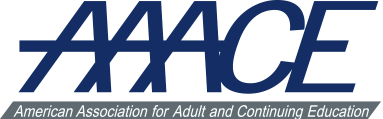 AAACE
American Association for Adult and Continuing Education